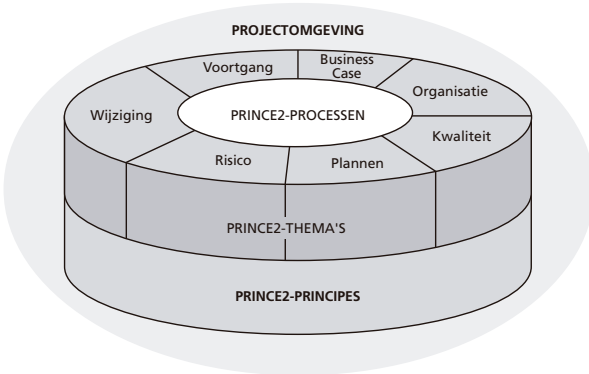 PROJECTOMGEVING
Voortgang
Business
Case
Organisatie
Wijziging
PRINCE2-PROCESSEN
Kwaliteit
Risico
Plannen
PRINCE2-THEMA'S
PRINCE2-PRINCIPES